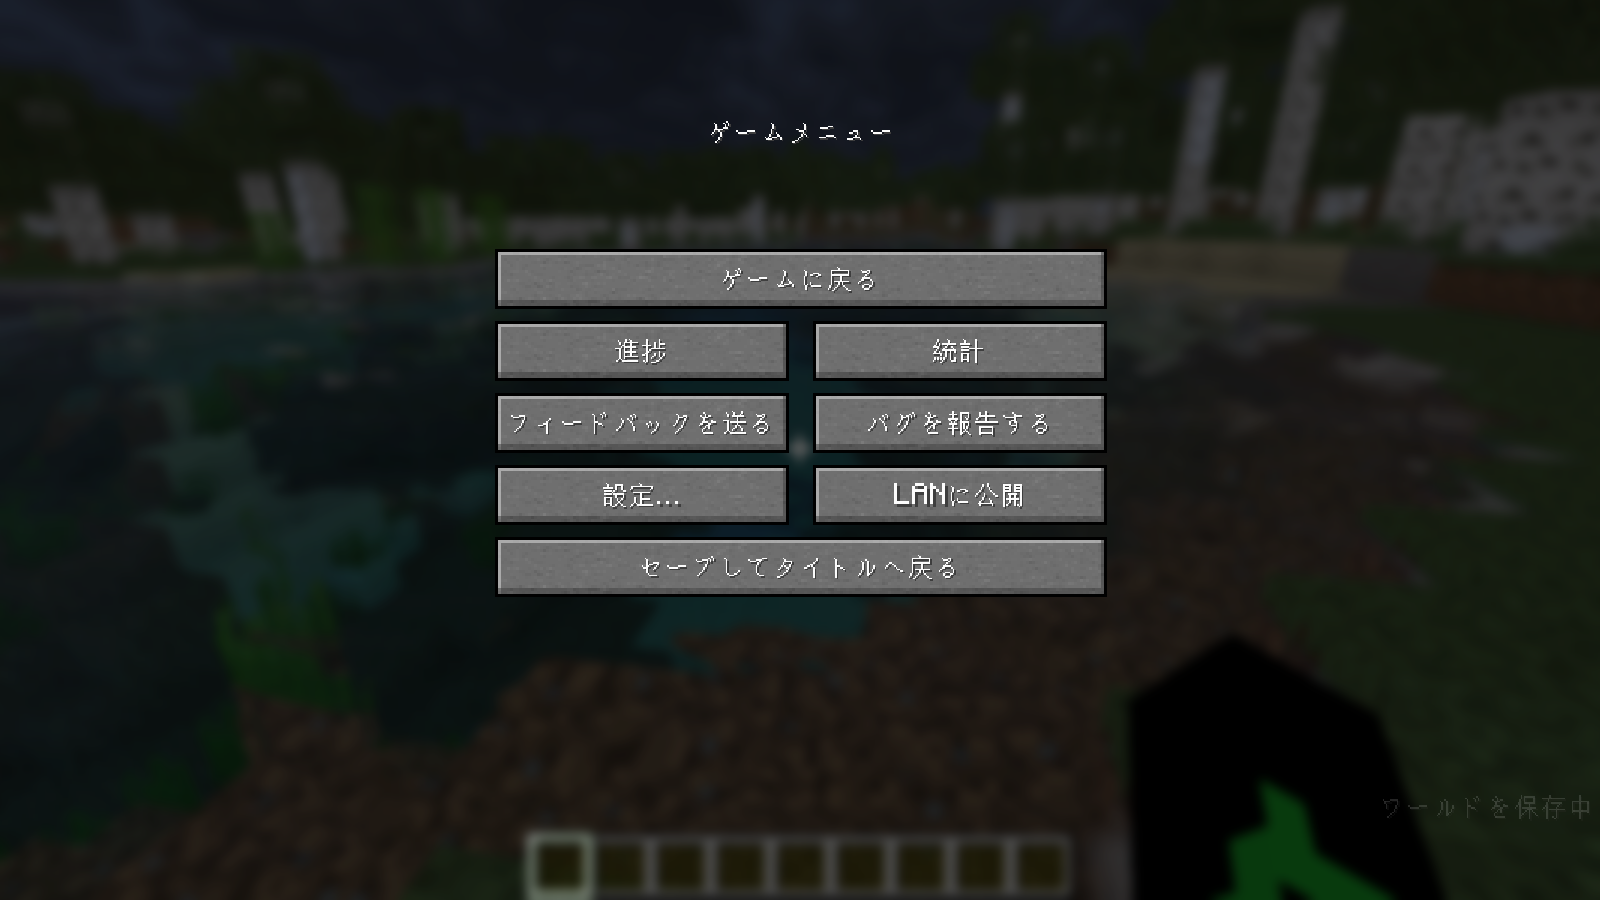 ゲームメニュー
ゲームに戻る
進捗
統計
フィードバックを送る
バグを報告する
設定...
LANに公開
セーブしてタイトルへ戻る
ワールドを保存中